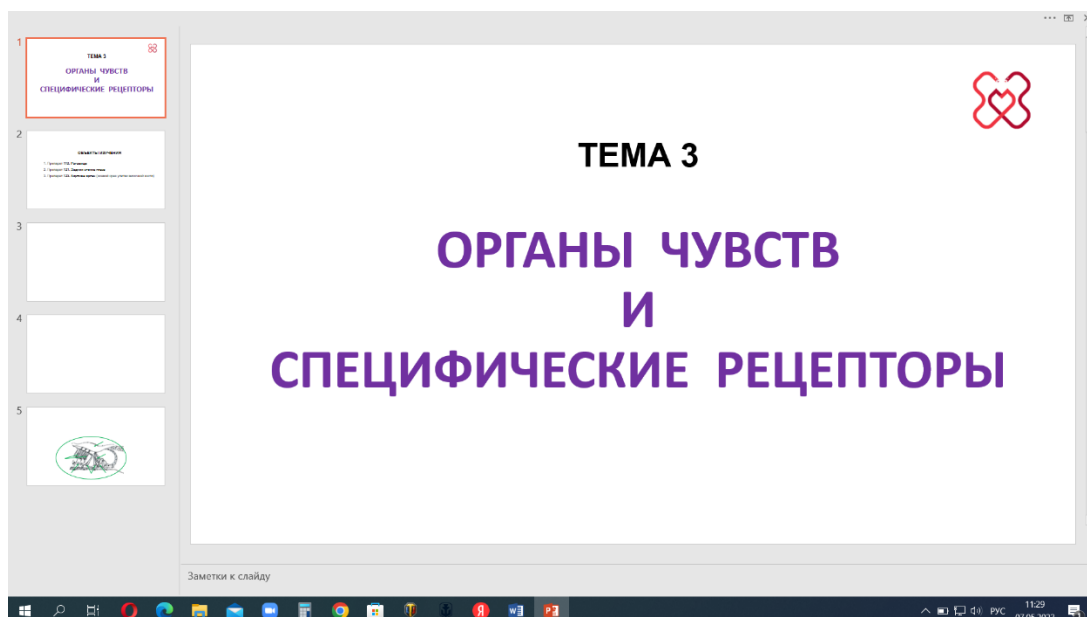 1
ТЕМА 3
ОРГАНЫ ЧУВСТВ
И
СПЕЦИФИЧЕСКИЕ РЕЦЕПТОРЫ
2
3
4
5
ТЕМА 3
ОРГАНЫ ЧУВСТВ
И
СПЕЦИФИЧЕСКИЕ РЕЦЕПТОРЫ
Заметки к слайду
РУС
11:29